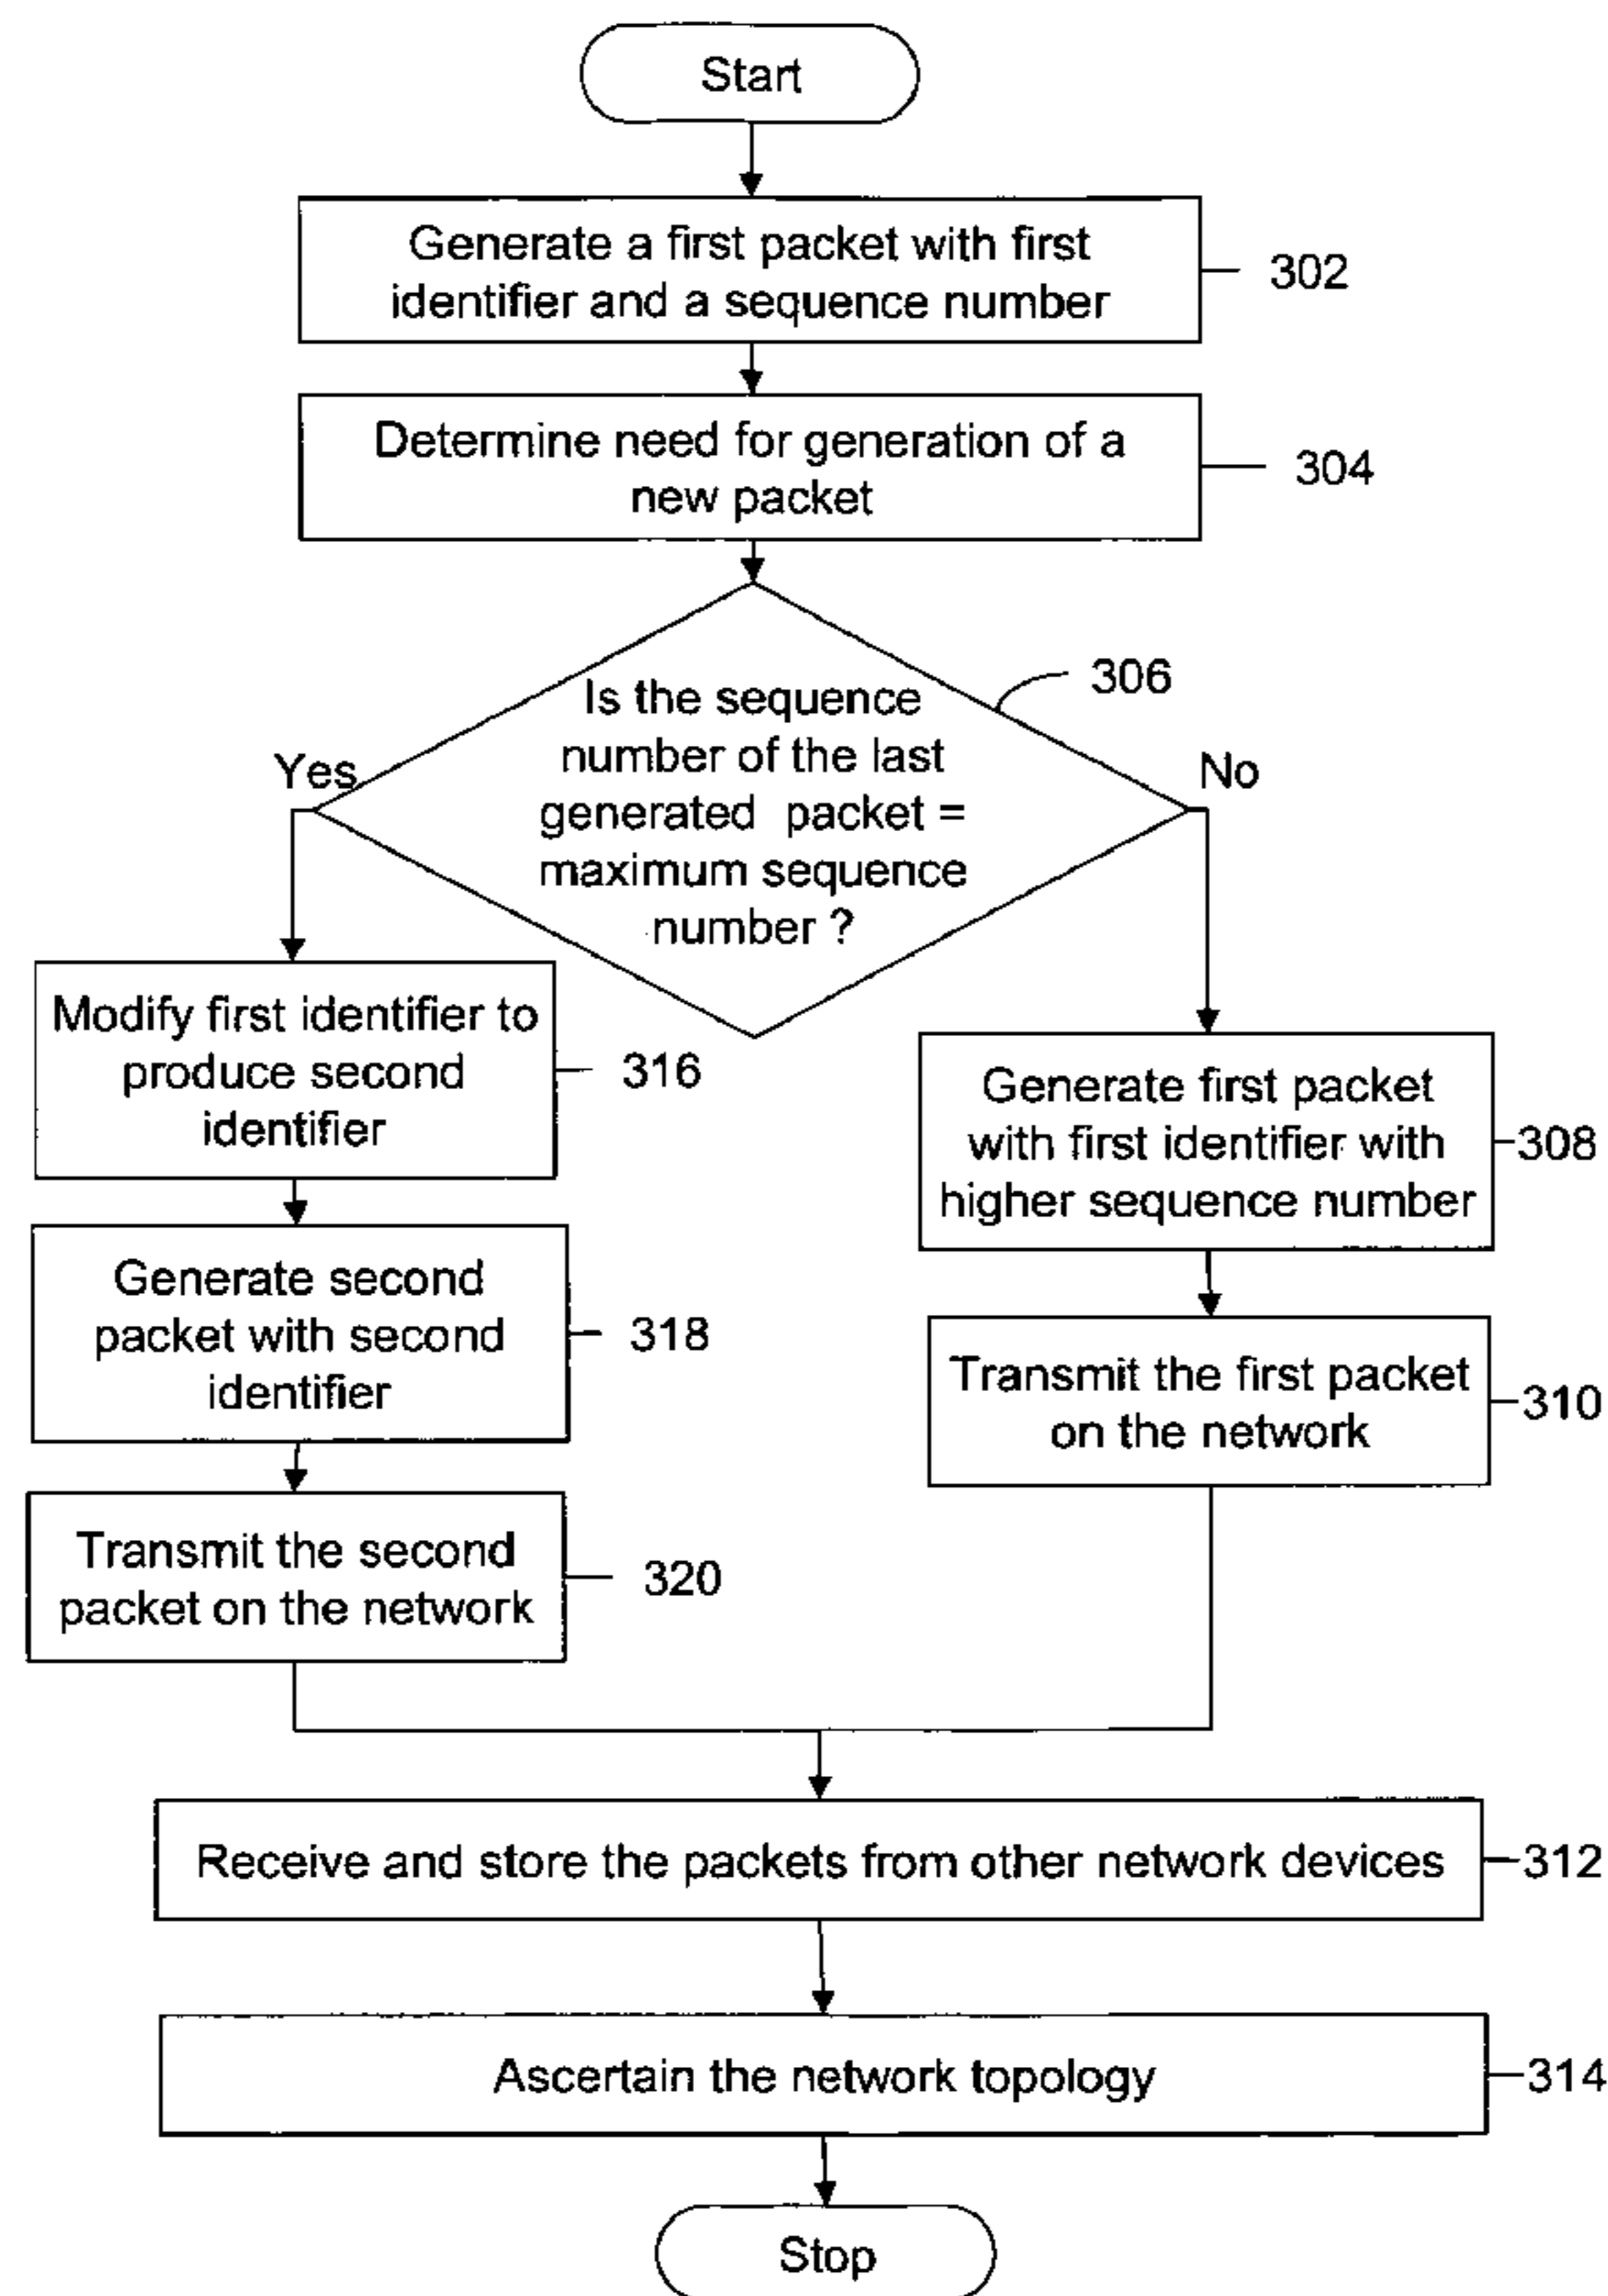 Start
Generate a first packet with first
identifier and a sequence number
302
Determine need for generation of a
new packet
304
Is the sequence
number of the last
generated packet =
maximum sequence
number ?
306
Yes
No
Modify first identifier to
produce second
identifier
316
Generate first packet
with first identifier with
higher sequence number
308
Generate second
packet with second
identifier
318
Transmit the first packet
on the network
310
Transmit the second
packet on the network
320
Receive and store the packets from other network devices
312
Ascertain the network topology
314
Stop